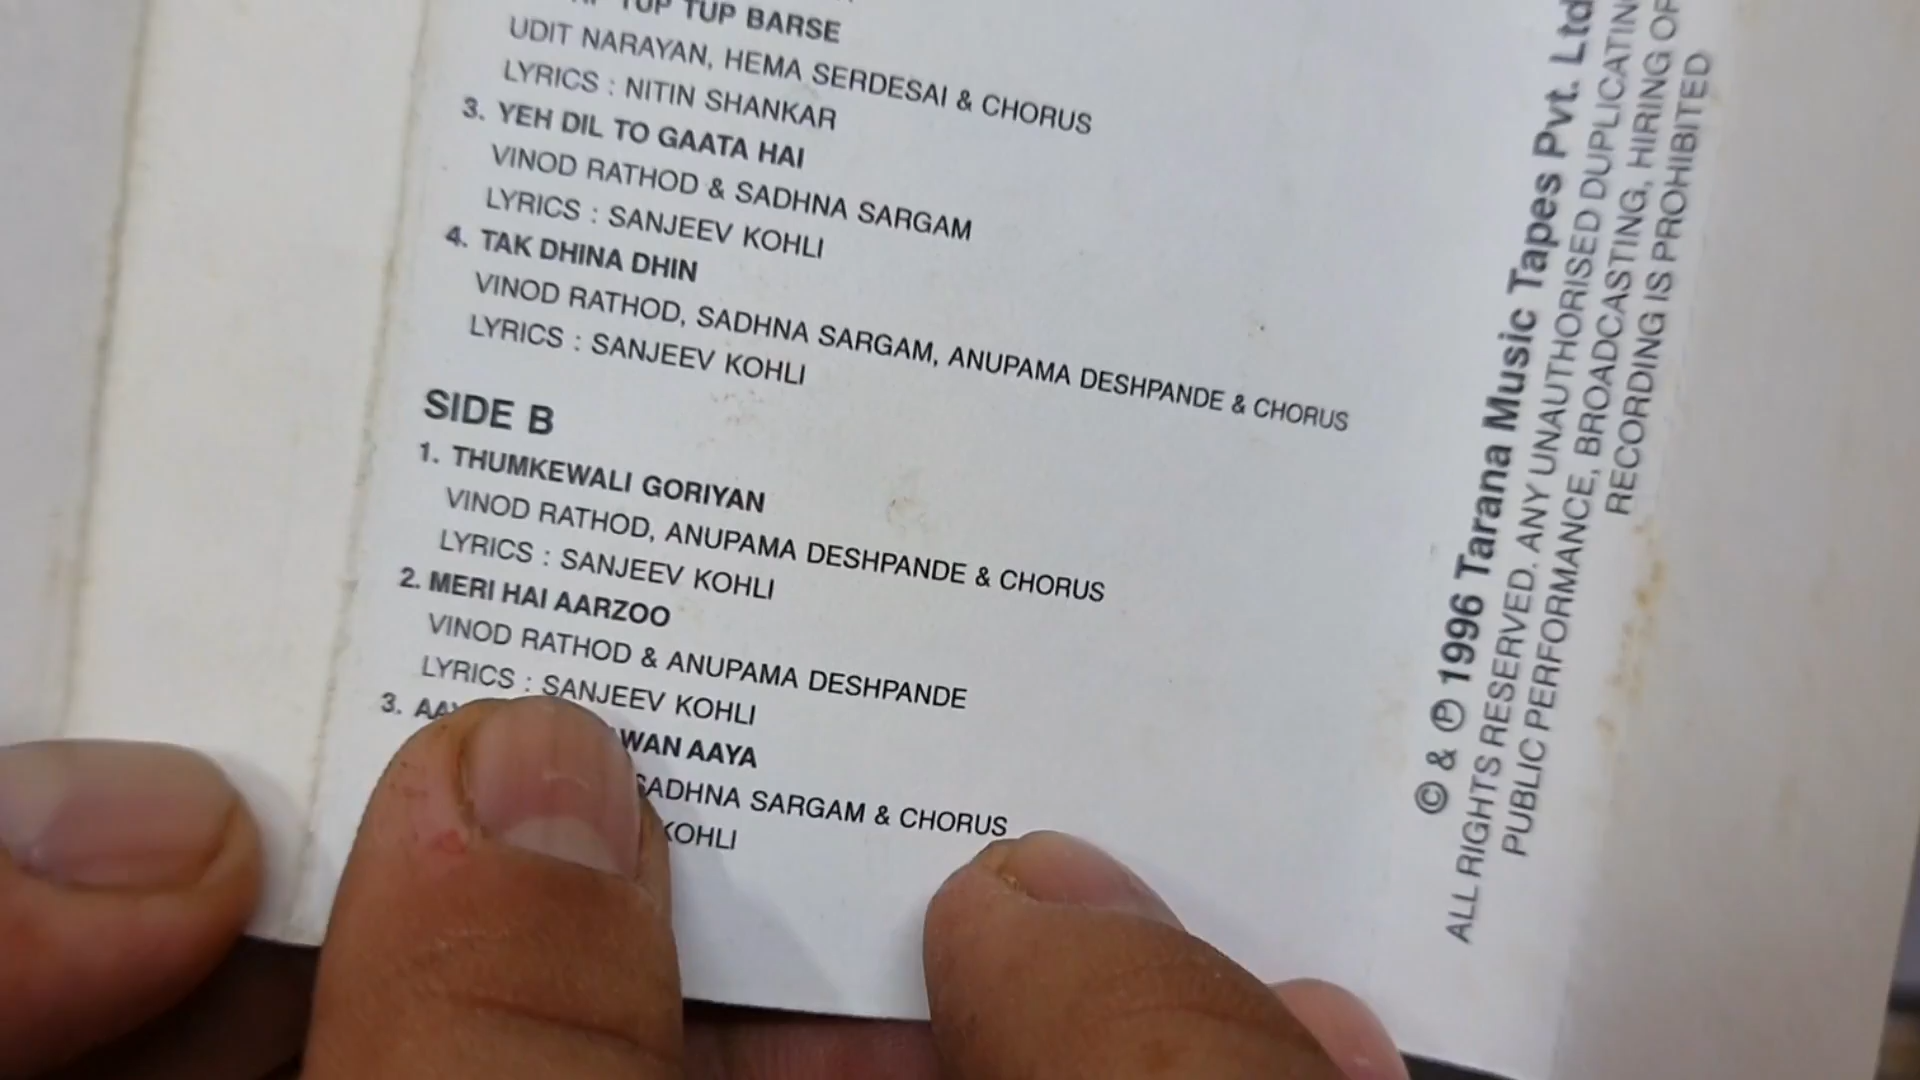 TUP TUP BARSE
UDIT NARAYAN, HEMA SERDESAI & CHORUS
LYRICS : NITIN SHANKAR
3. YEH DIL TO GAATA HAI
VINOD RATHOD & SADHNA SARGAM
LYRICS : SANJEEV KOHLI
4. TAK DHINA DHIN
VINOD RATHOD, SADHNA SARGAM, ANUPAMA DESHPANDE & CHORUS
LYRICS : SANJEEV KOHLI
SIDE B
1. THUMKEWALI GORIYAN
VINOD RATHOD, ANUPAMA DESHPANDE & CHORUS
LYRICS : SANJEEV KOHLI
2. MERI HAI AARZOO
VINOD RATHOD & ANUPAMA DESHPANDE
LYRICS : SANJEEV KOHLI
3. AAYA
SADHNA SARGAM & CHORUS
KOHLI
© & ℗ 1996 Tarana Music Tapes Pvt. Ltd
ALL RIGHTS RESERVED. ANY UNAUTHORISED DUPLICATING
PUBLIC PERFORMANCE, BROADCASTING, HIRING OF
RECORDING IS PROHIBITED